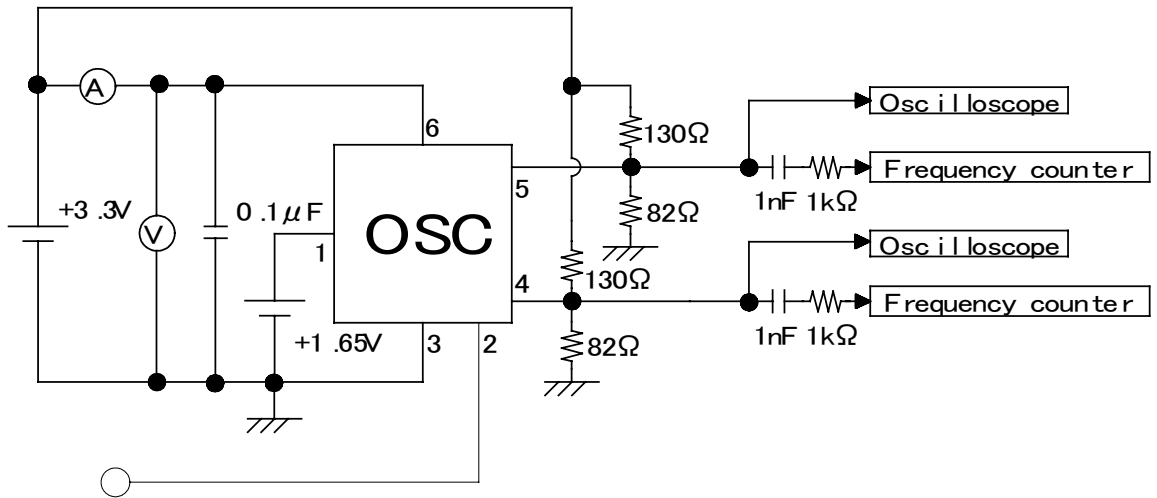 A
Oscilloscope
6
130Ω
+3.3V
V
0.1μF
1
OSC
5
Frequency counter
82Ω
1nF 1kΩ
Oscilloscope
130Ω
4
Frequency counter
+1.65V
3
2
82Ω
1nF 1kΩ